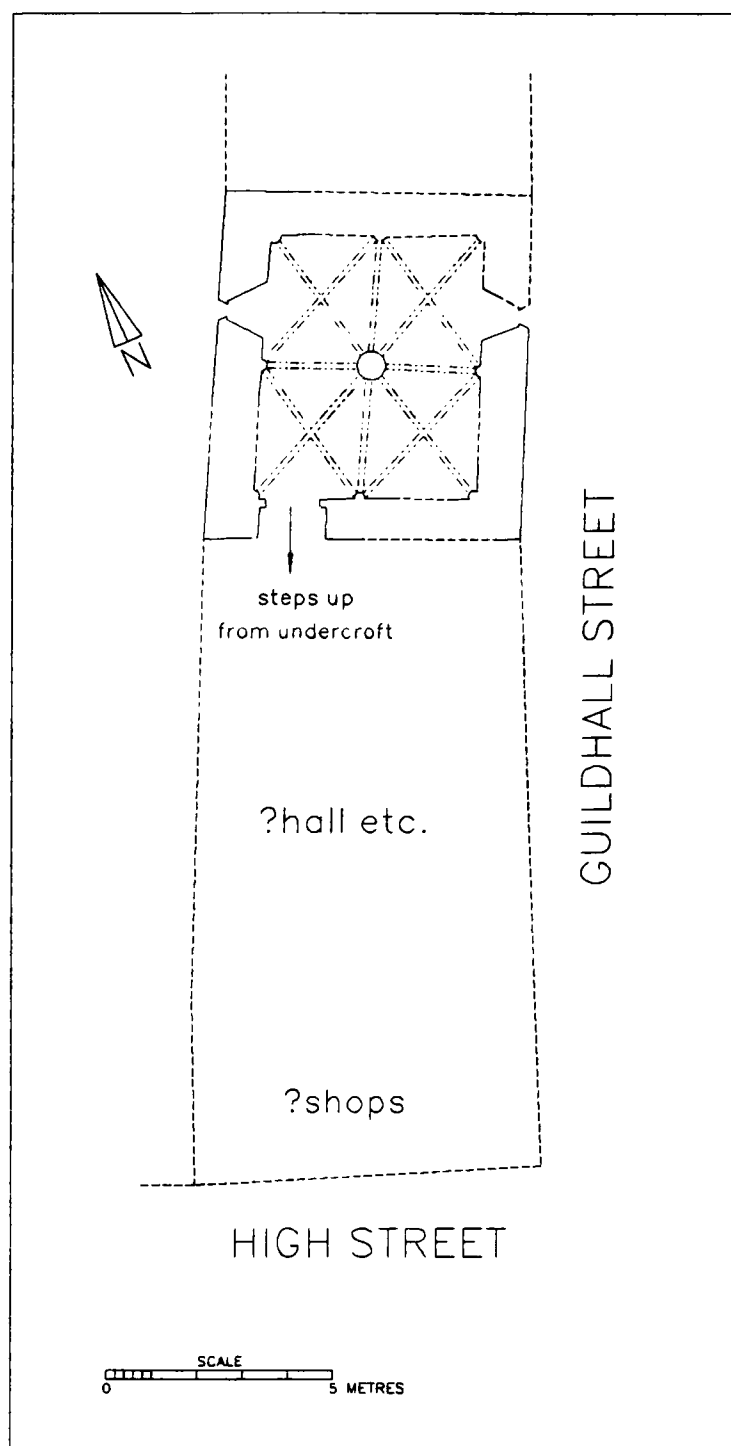 N
steps up
from undercroft
GUILDHALL STREET
?hall etc.
?shops
HIGH STREET
SCALE
0 5 METRES